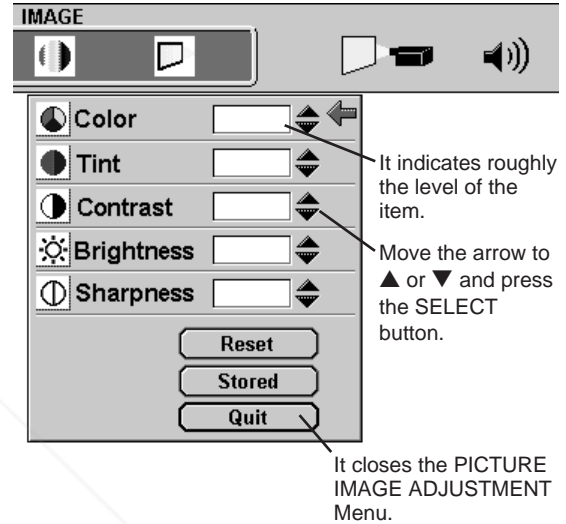 IMAGE
Color
Tint
Contrast
Brightness
Sharpness
Reset
Stored
Quit
It indicates roughly
the level of the
item.
Move the arrow to
▲ or ▼ and press
the SELECT
button.
It closes the PICTURE
IMAGE ADJUSTMENT
Menu.